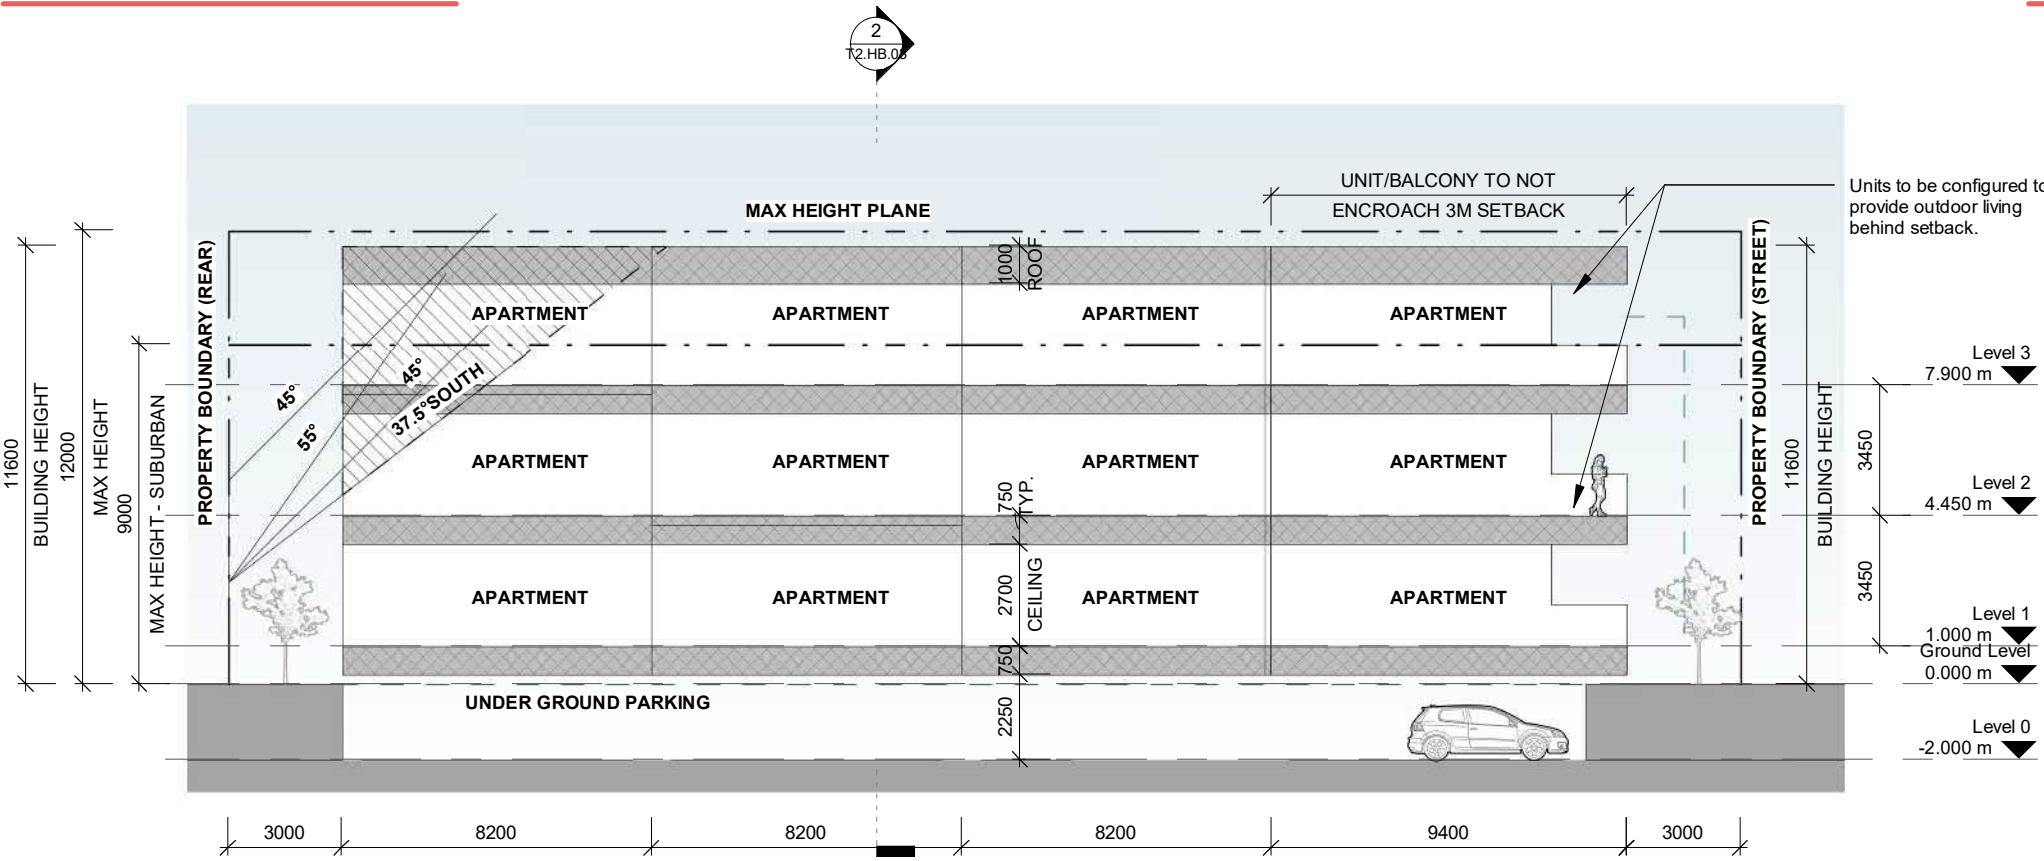 2
T2.HB.03
UNIT/BALCONY TO NOT
ENCROACH 3M SETBACK
Units to be configured to
provide outdoor living
behind setback.
MAX HEIGHT PLANE
PROPERTY BOUNDARY (REAR)
PROPERTY BOUNDARY (STREET)
1000
ROOF
APARTMENT
APARTMENT
APARTMENT
APARTMENT
45°
45°
55°
37.5°SOUTH
Level 3
7.900 m
11600
BUILDING HEIGHT
12000
MAX HEIGHT
9000
MAX HEIGHT - SUBURBAN
APARTMENT
APARTMENT
APARTMENT
APARTMENT
11600
BUILDING HEIGHT
3450
Level 2
4.450 m
750
TYP.
APARTMENT
APARTMENT
APARTMENT
APARTMENT
2700
CEILING
3450
Level 1
1.000 m
750
Ground Level
0.000 m
UNDER GROUND PARKING
2250
Level 0
-2.000 m
3000
8200
8200
8200
9400
3000